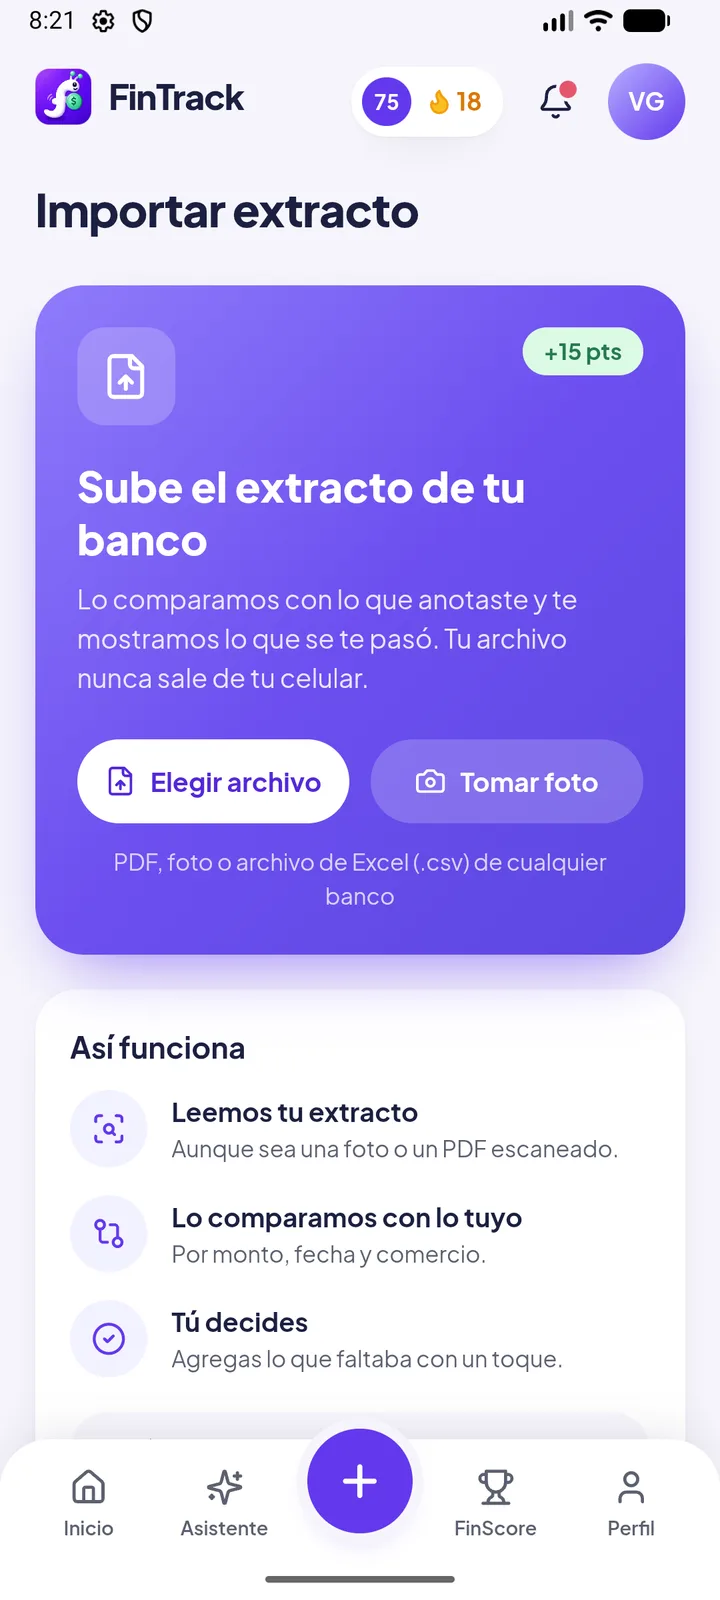 8:21
FinTrack
75
18
VG
Importar extracto
+15 pts
Sube el extracto de tu
banco
Lo comparamos con lo que anotaste y te
mostramos lo que se te pasó. Tu archivo
nunca sale de tu celular.
Elegir archivo
Tomar foto
PDF, foto o archivo de Excel (.csv) de cualquier
banco
Así funciona
Leemos tu extracto
Aunque sea una foto o un PDF escaneado.
Lo comparamos con lo tuyo
Por monto, fecha y comercio.
Tú decides
Agregas lo que faltaba con un toque.
Inicio
Asistente
FinScore
Perfil